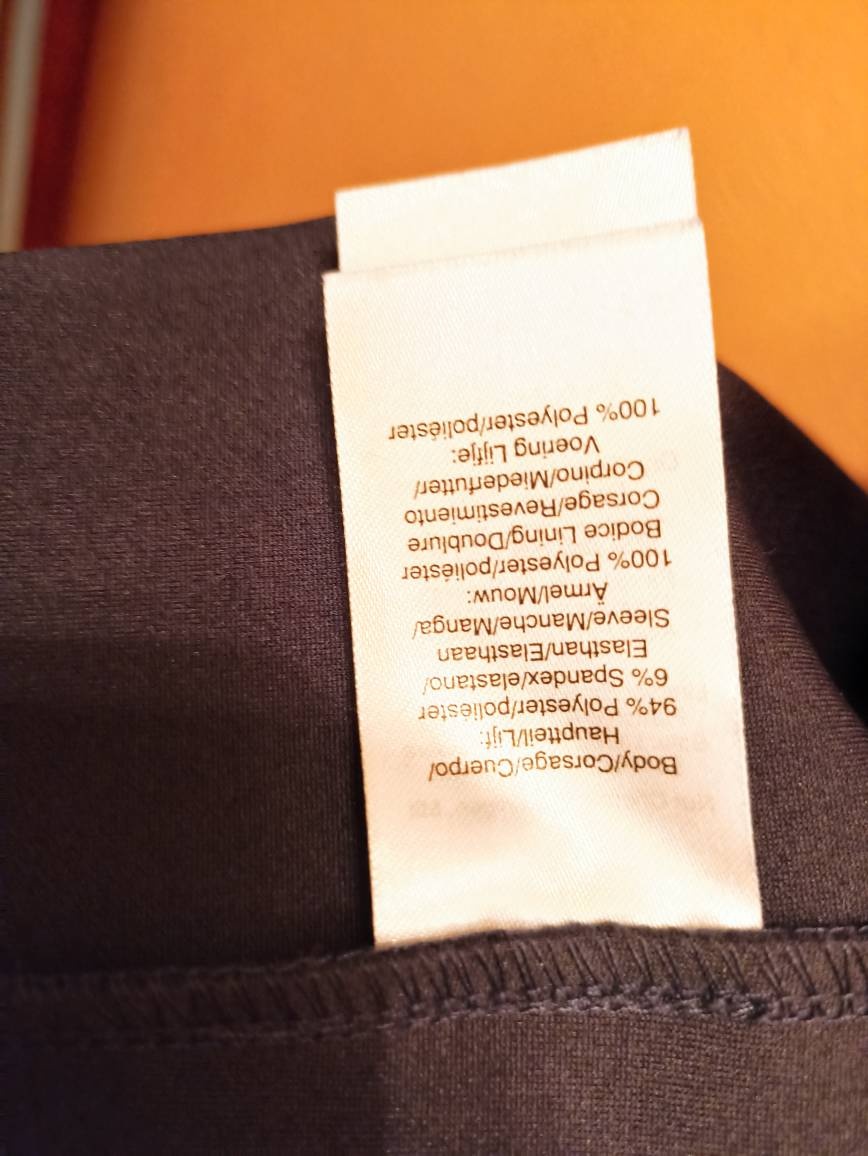 Body/Corsage/Cuerpo/
Hauptteil/Lijf:
94% Polyester/poliéster
6% Spandex/elastano/
Elasthan/Elasthaan
Sleeve/Manche/Manga/
Ärmel/Mouw:
100% Polyester/poliéster
Bodice Lining/Doublure
Corsage/Revestimiento
Corpino/Miederfutter/
Voering Lijfje:
100% Polyester/poliéster